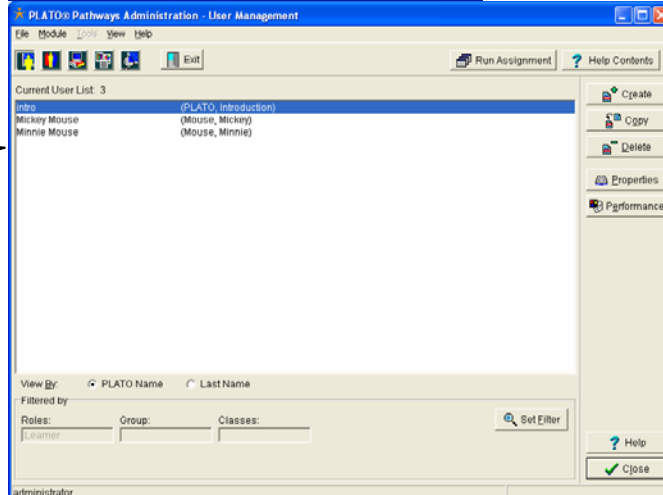 PLATO® Pathways Administration - User Management
File Module Tools View Help
Exit Run Assignment ? Help Contents
Current User List: 3
Intro (PLATO, Introduction)
Mickey Mouse (Mouse, Mickey)
Minnie Mouse (Mouse, Minnie)
Create
Copy
Delete
Properties
Performance
View By: PLATO Name Last Name
Filtered by
Roles: Group: Classes:
Learner
Set Filter
? Help
Close
administrator